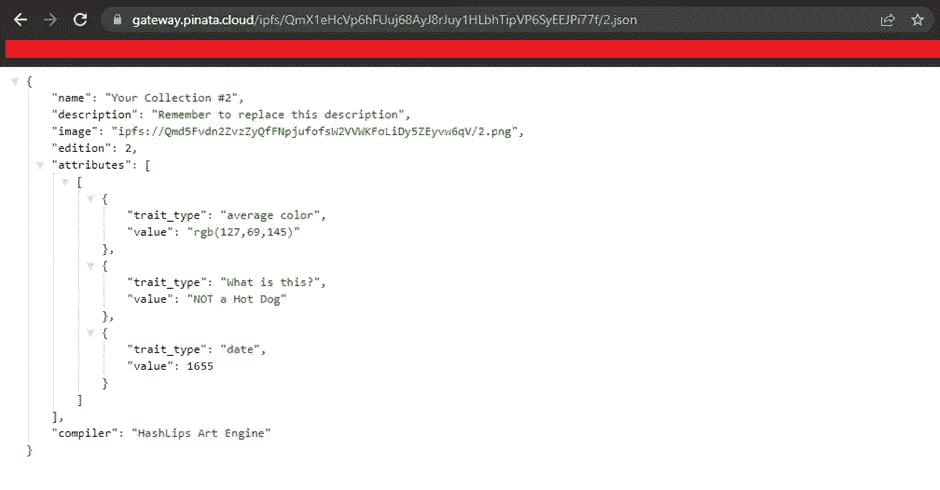 gateway.pinata.cloud/ipfs/QmX1eHcVp6hFUuj68AyJ8rJuy1HLbhTipVP6SyEEJPi77f/2.json
{
"name": "Your Collection #2",
"description": "Remember to replace this description",
"image": "ipfs://Qmd5Fvdn2ZvzZyQfFNpjufofsW2VVWKFoLiDy5ZEyvw6qV/2.png",
"edition": 2,
"attributes": [
[
{
"trait_type": "average color",
"value": "rgb(127,69,145)"
},
{
"trait_type": "What is this?",
"value": "NOT a Hot Dog"
},
{
"trait_type": "date",
"value": 1655
}
]
],
"compiler": "HashLips Art Engine"
}